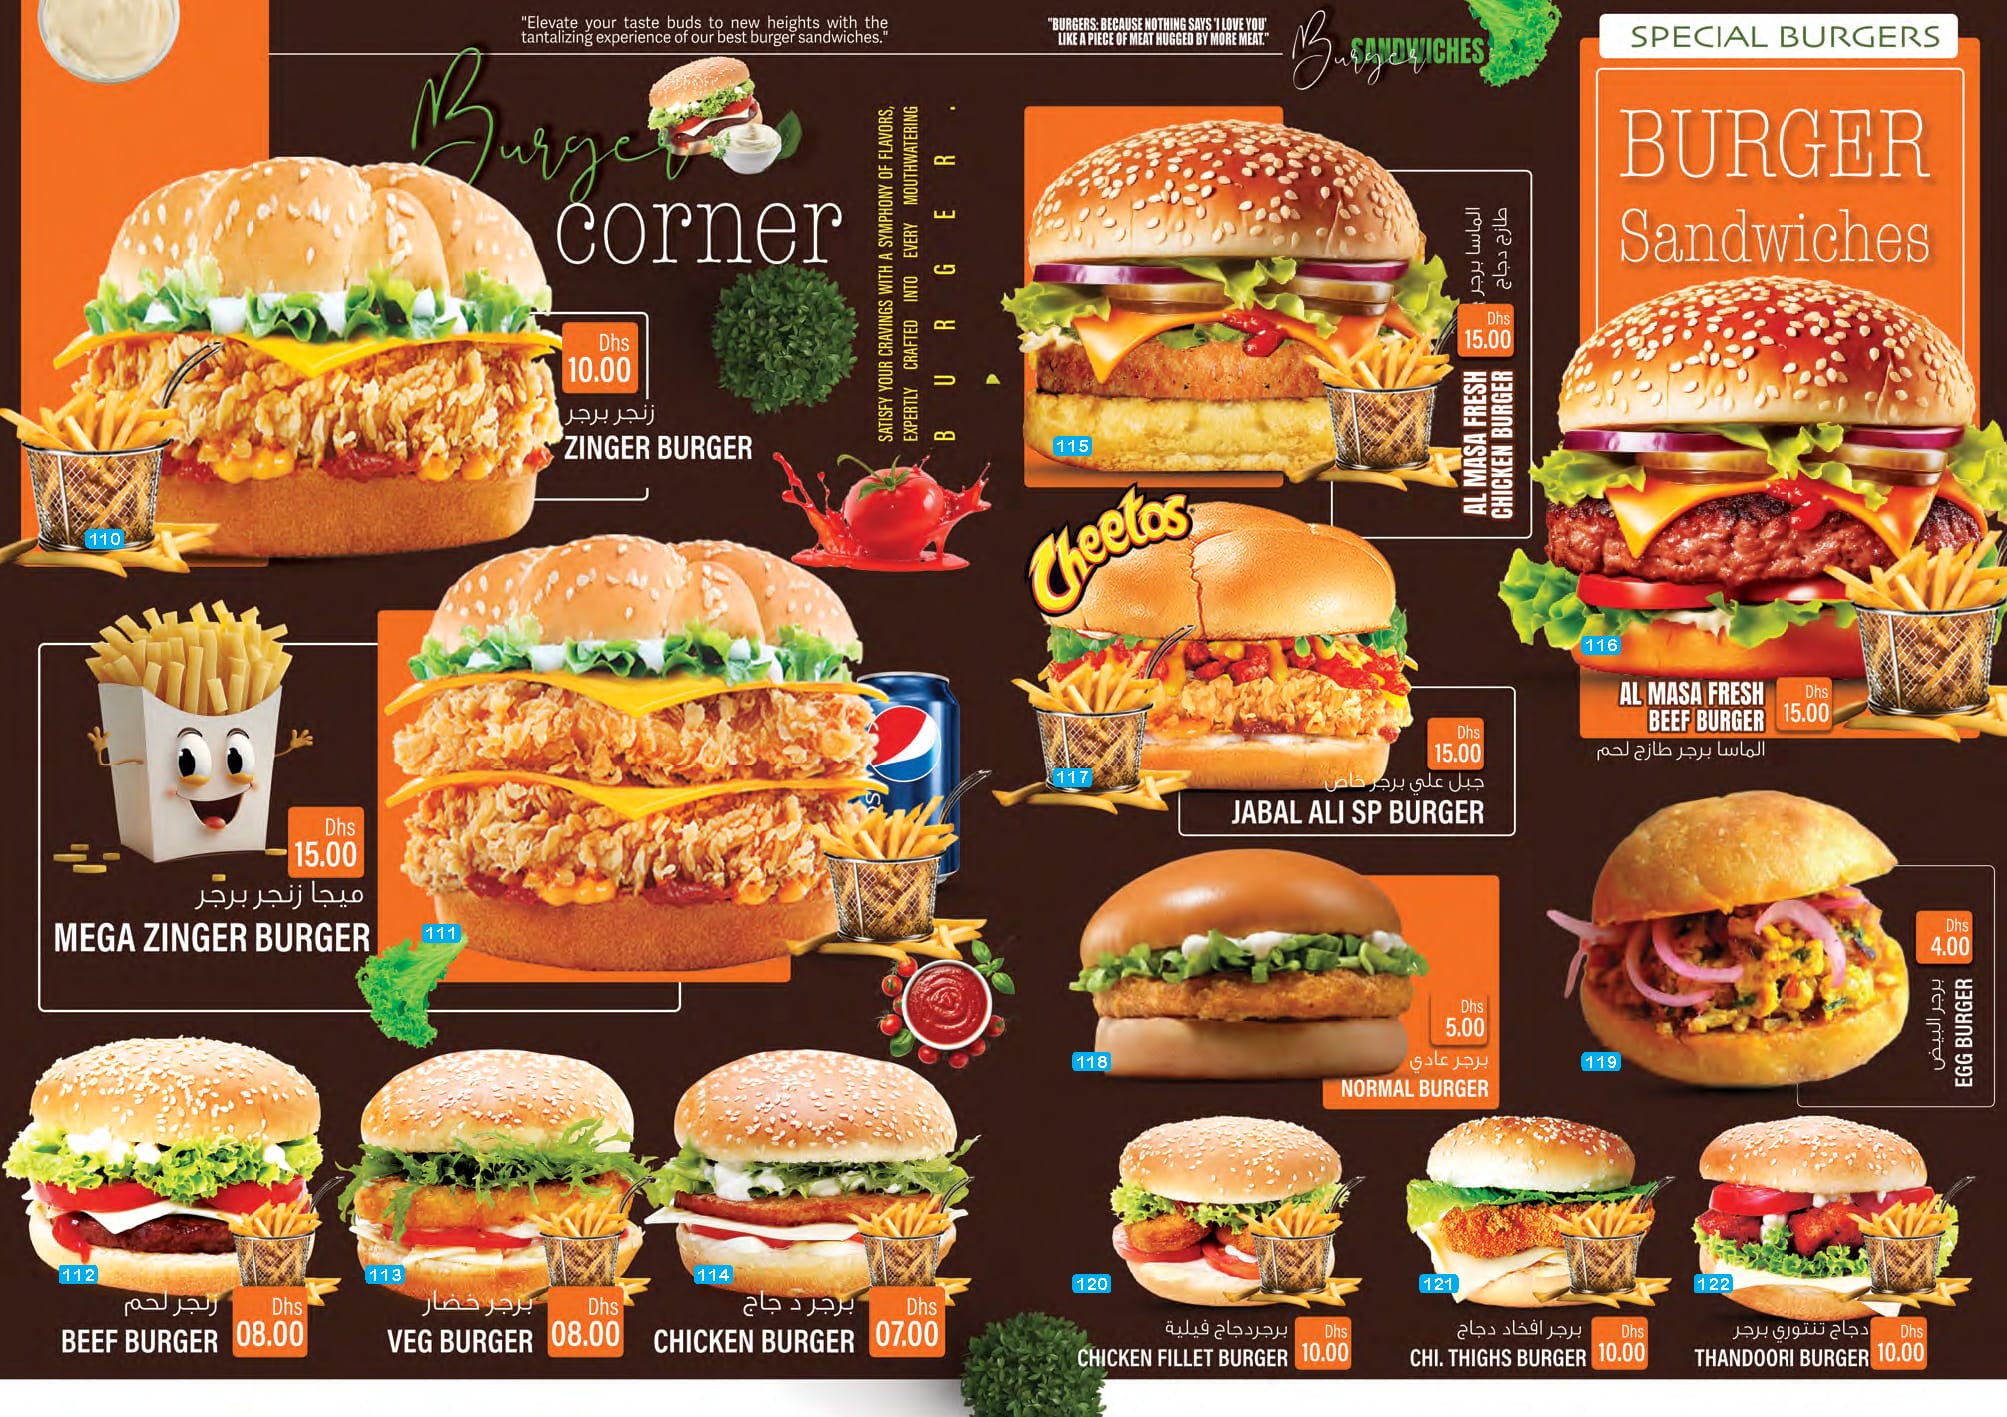 "Elevate your taste buds to new heights with the
tantalizing experience of our best burger sandwiches."
Burger
corner
SATISFY YOUR CRAVINGS WITH A SYMPHONY OF FLAVORS,
EXPERTLY CRAFTED INTO EVERY MOUTHWATERING
BURGER.
Dhs
10.00
زنجر برجر
ZINGER BURGER
110
Dhs
15.00
ميجا زنجر برجر
MEGA ZINGER BURGER
111
112
زنجر لحم
BEEF BURGER
Dhs
08.00
113
برجر خضار
VEG BURGER
Dhs
08.00
114
برجر د جاج
CHICKEN BURGER
Dhs
07.00
"BURGERS: BECAUSE NOTHING SAYS 'I LOVE YOU'
LIKE A PIECE OF MEAT HUGGED BY MORE MEAT."
Burger
SANDWICHES
SPECIAL BURGERS
BURGER
Sandwiches
الماسا برجر
طازج دجاج
Dhs
15.00
AL MASA FRESH
CHICKEN BURGER
115
116
AL MASA FRESH
BEEF BURGER
Dhs
15.00
الماسا برجر طازج لحم
Cheetos
117
Dhs
15.00
جبل علي برجر خاص
JABAL ALI SP BURGER
118
Dhs
5.00
برجر عادي
NORMAL BURGER
119
Dhs
4.00
برجر البيض
EGG BURGER
120
برجردجاج فيلية
CHICKEN FILLET BURGER
Dhs
10.00
121
برجر افخاد دجاج
CHI. THIGHS BURGER
Dhs
10.00
122
دجاج تنتوري برجر
THANDOORI BURGER
Dhs
10.00